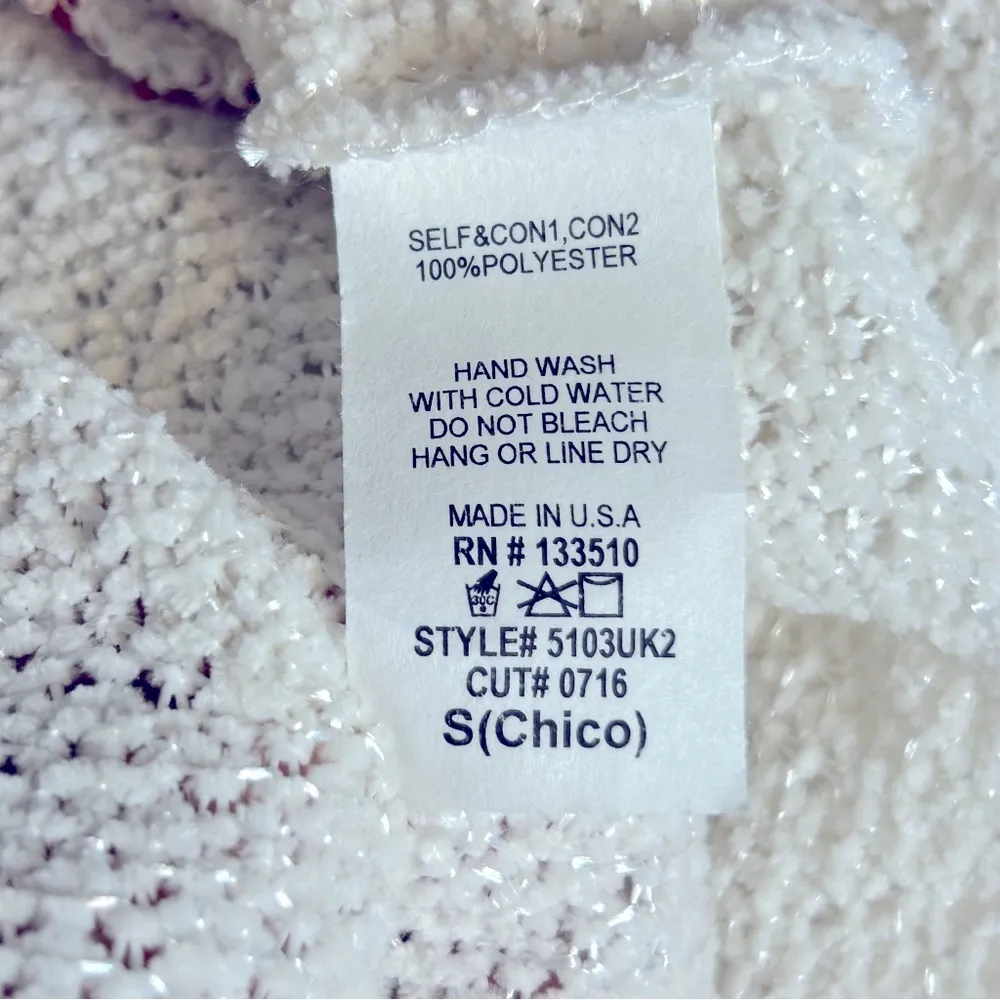 SELF&CON1,CON2
100%POLYESTER
HAND WASH
WITH COLD WATER
DO NOT BLEACH
HANG OR LINE DRY
MADE IN U.S.A
RN # 133510
30C
STYLE# 5103UK2
CUT# 0716
S(Chico)